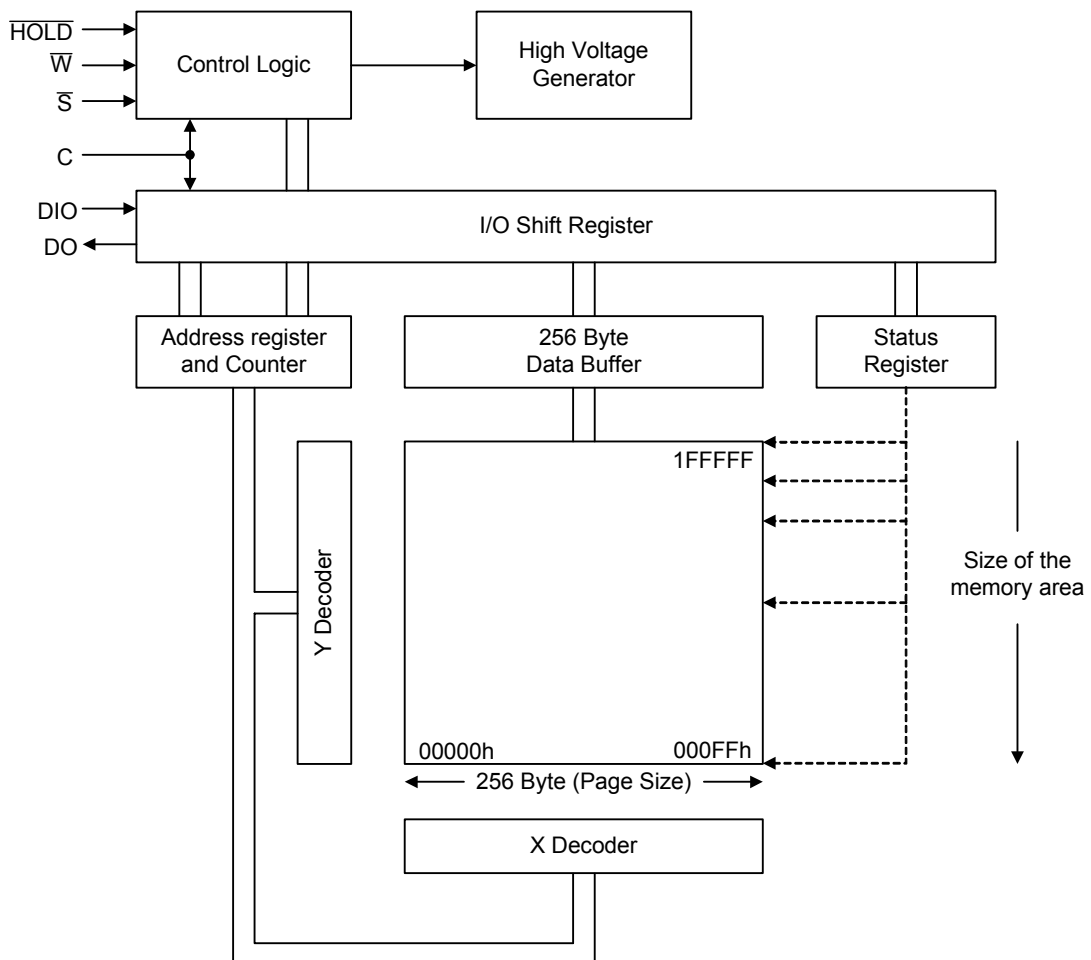 H̅O̅L̅D̅
W̅
S̅
C
DIO
DO
Control Logic
High Voltage
Generator
I/O Shift Register
Address register
and Counter
256 Byte
Data Buffer
Status
Register
Y Decoder
1FFFFF
00000h
000FFh
256 Byte (Page Size)
Size of the
memory area
X Decoder